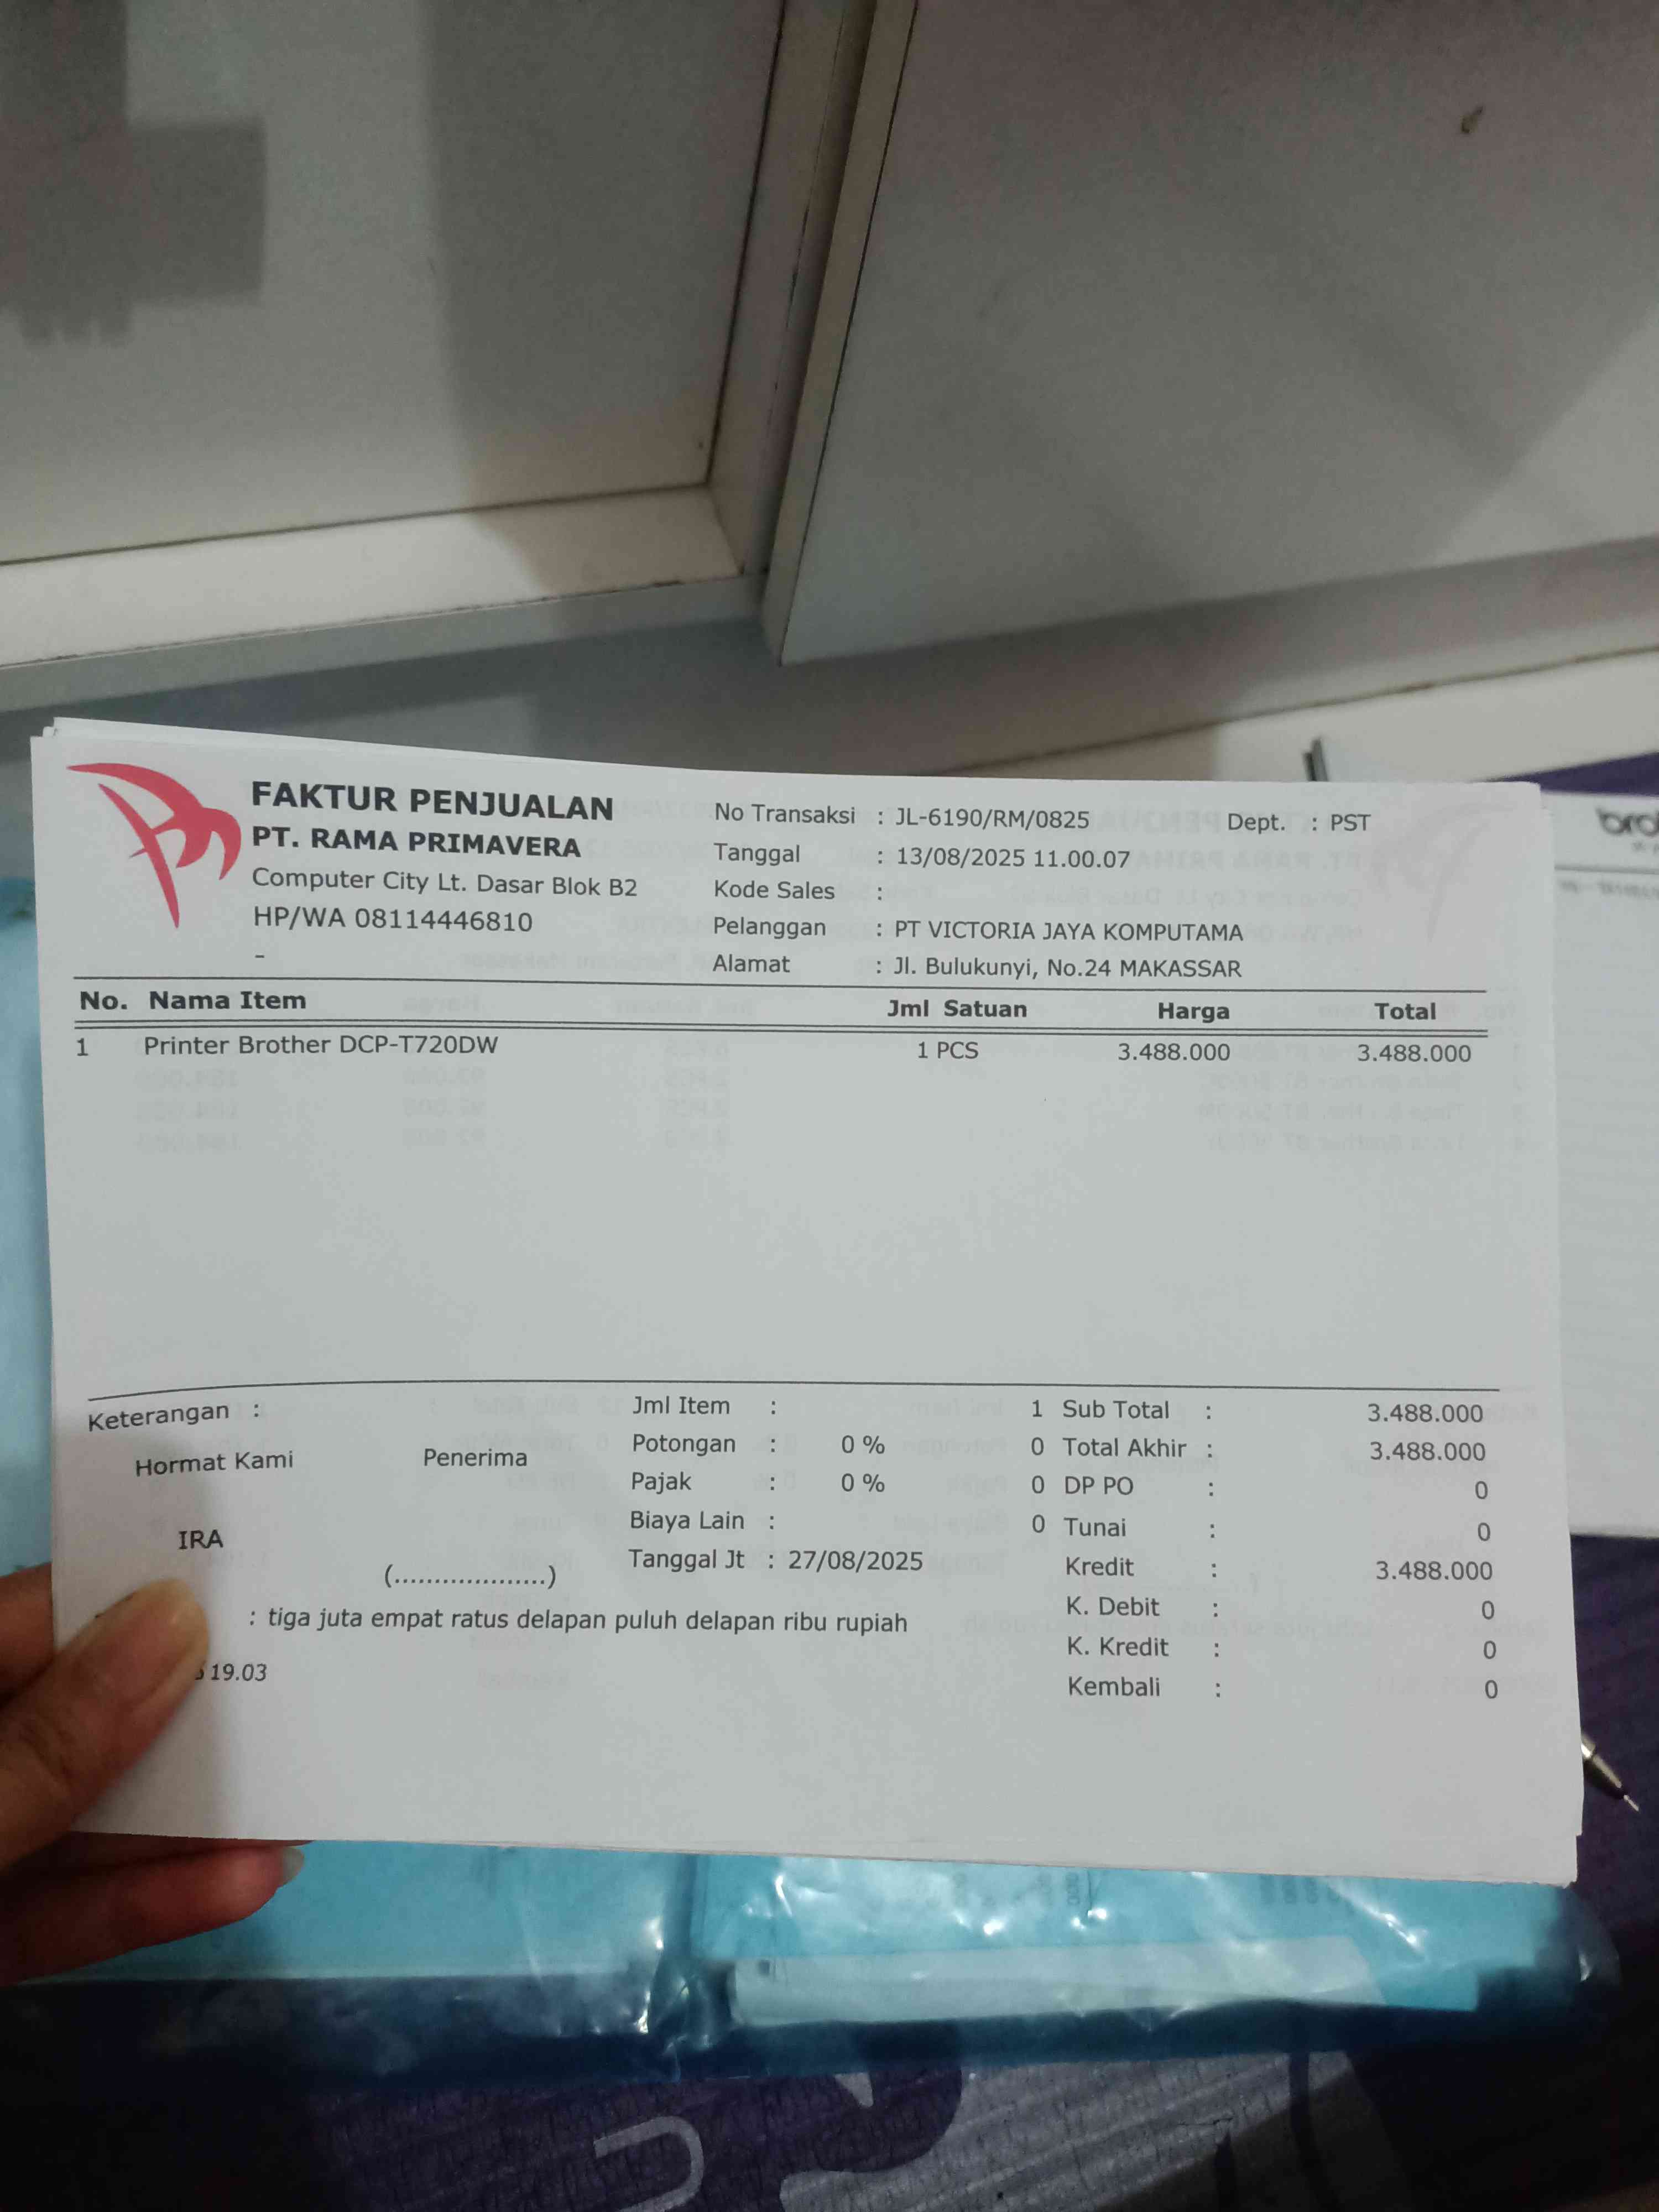 FAKTUR PENJUALAN
PT. RAMA PRIMAVERA
Computer City Lt. Dasar Blok B2
HP/WA 08114446810
-
No Transaksi : JL-6190/RM/0825 Dept. : PST
Tanggal : 13/08/2025 11.00.07
Kode Sales :
Pelanggan : PT VICTORIA JAYA KOMPUTAMA
Alamat : Jl. Bulukunyi, No.24 MAKASSAR
No. Nama Item Jml Satuan Harga Total
1 Printer Brother DCP-T720DW 1 PCS 3.488.000 3.488.000
Keterangan :
Hormat Kami Penerima
IRA
(...................)
Jml Item : 1
Potongan : 0 % 0
Pajak : 0 % 0
Biaya Lain : 0
Tanggal Jt : 27/08/2025
Sub Total : 3.488.000
Total Akhir : 3.488.000
DP PO : 0
Tunai : 0
Kredit : 3.488.000
K. Debit : 0
K. Kredit : 0
Kembali : 0
: tiga juta empat ratus delapan puluh delapan ribu rupiah
19.03